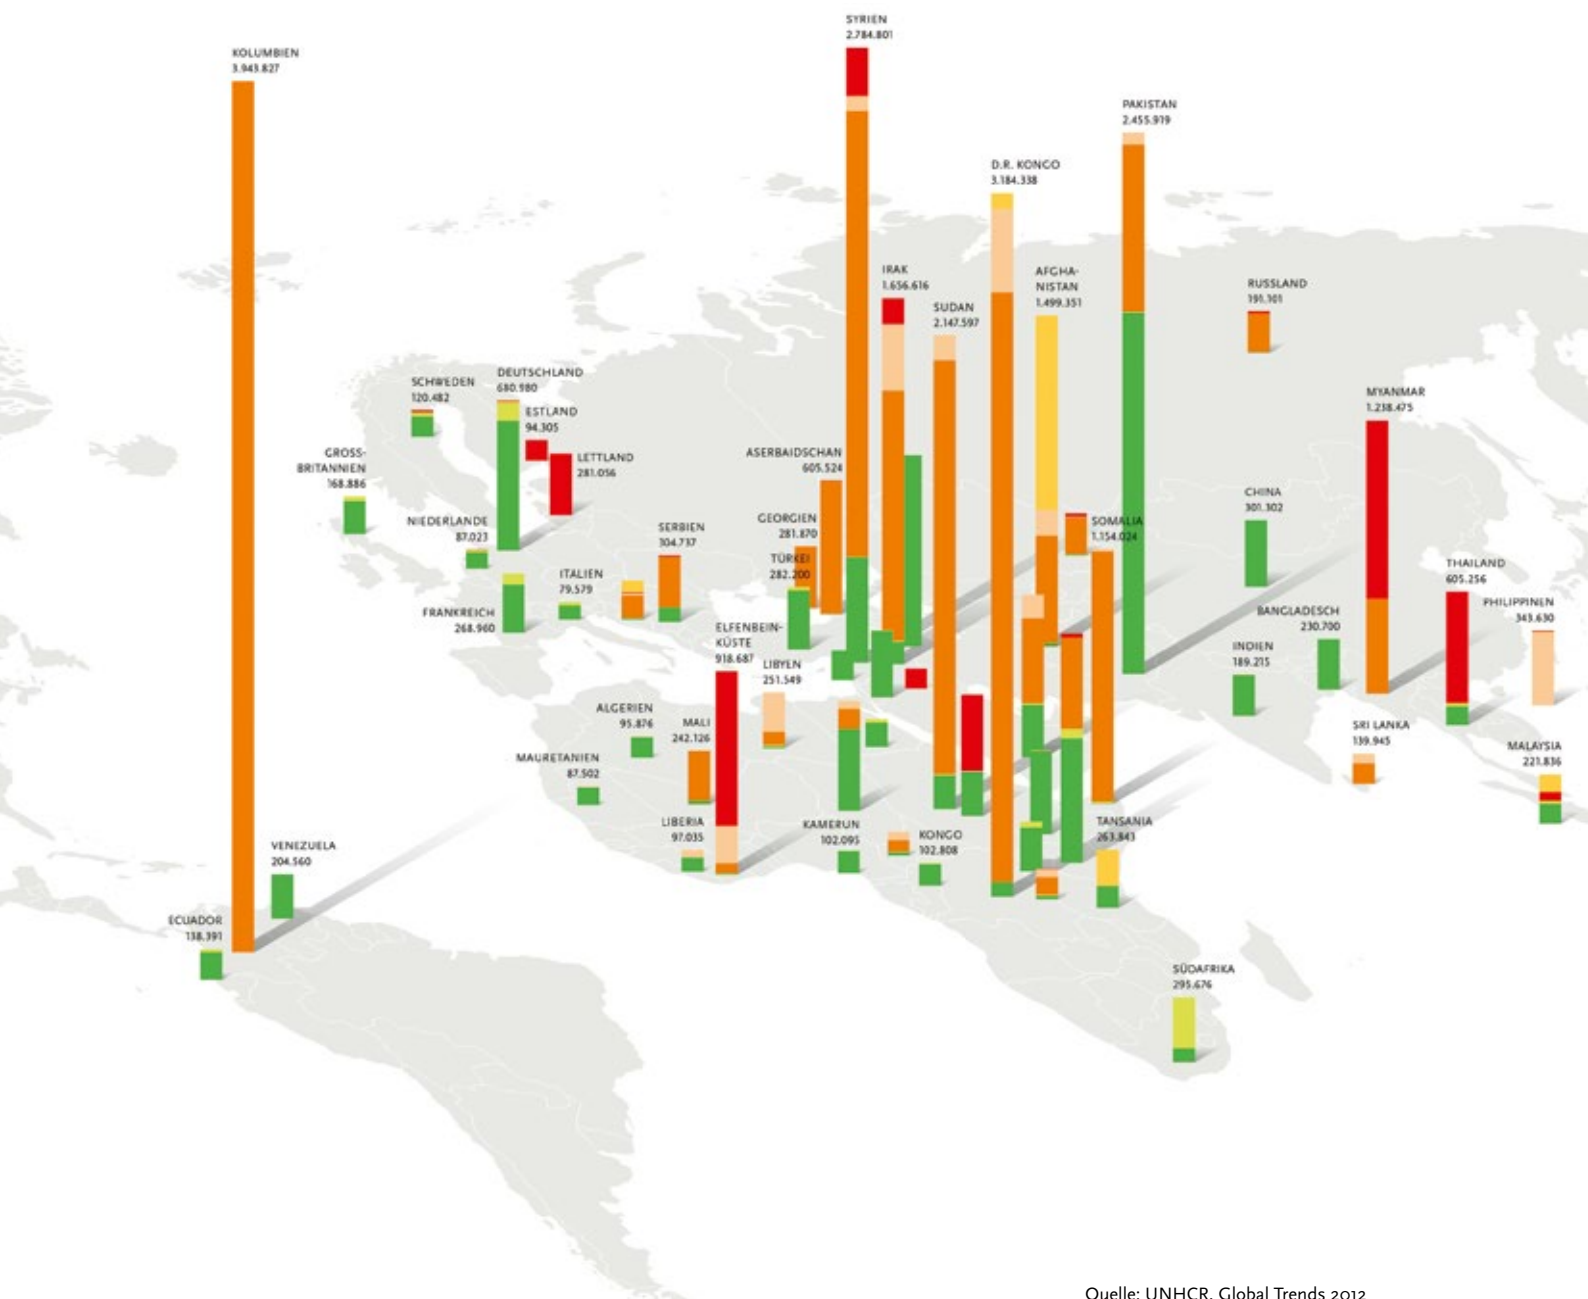 SYRIEN
2.784.801
KOLUMBIEN
3.943.827
PAKISTAN
2.455.919
D.R. KONGO
3.184.338
IRAK
1.656.616
AFGHA-
NISTAN
1.499.351
SUDAN
2.147.597
RUSSLAND
191.101
SCHWEDEN
120.482
DEUTSCHLAND
680.980
ESTLAND
94.305
MYANMAR
1.238.475
GROSS-
BRITANNIEN
168.886
LETTLAND
281.056
ASERBAIDSCHAN
605.524
NIEDERLANDE
87.023
SERBIEN
304.737
GEORGIEN
281.870
SOMALIA
1.154.024
CHINA
301.302
TÜRKEI
282.200
ITALIEN
79.579
THAILAND
605.256
FRANKREICH
268.960
BANGLADESCH
230.700
PHILIPPINEN
343.630
ELFENBEIN-
KÜSTE
918.687
LIBYEN
251.549
INDIEN
189.215
ALGERIEN
95.876
MALI
242.126
SRI LANKA
139.945
MAURETANIEN
87.502
MALAYSIA
221.836
LIBERIA
97.035
KAMERUN
102.095
KONGO
102.808
TANSANIA
263.843
VENEZUELA
204.560
ECUADOR
138.391
SÜDAFRIKA
295.676
Quelle: UNHCR, Global Trends 2012